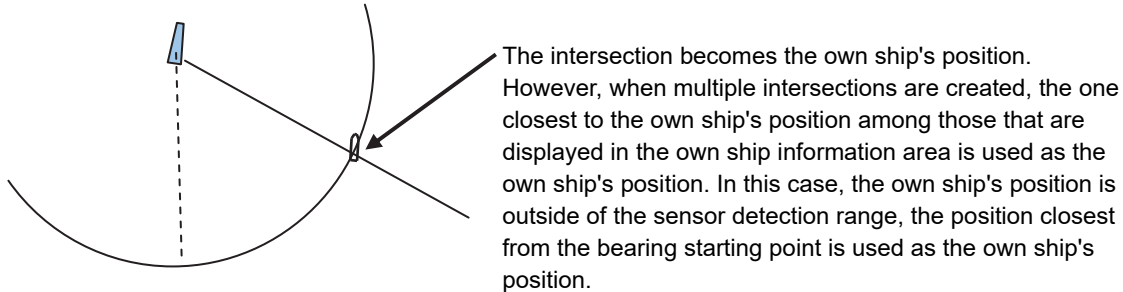 The intersection becomes the own ship's position.
However, when multiple intersections are created, the one
closest to the own ship's position among those that are
displayed in the own ship information area is used as the
own ship's position. In this case, the own ship's position is
outside of the sensor detection range, the position closest
from the bearing starting point is used as the own ship's
position.